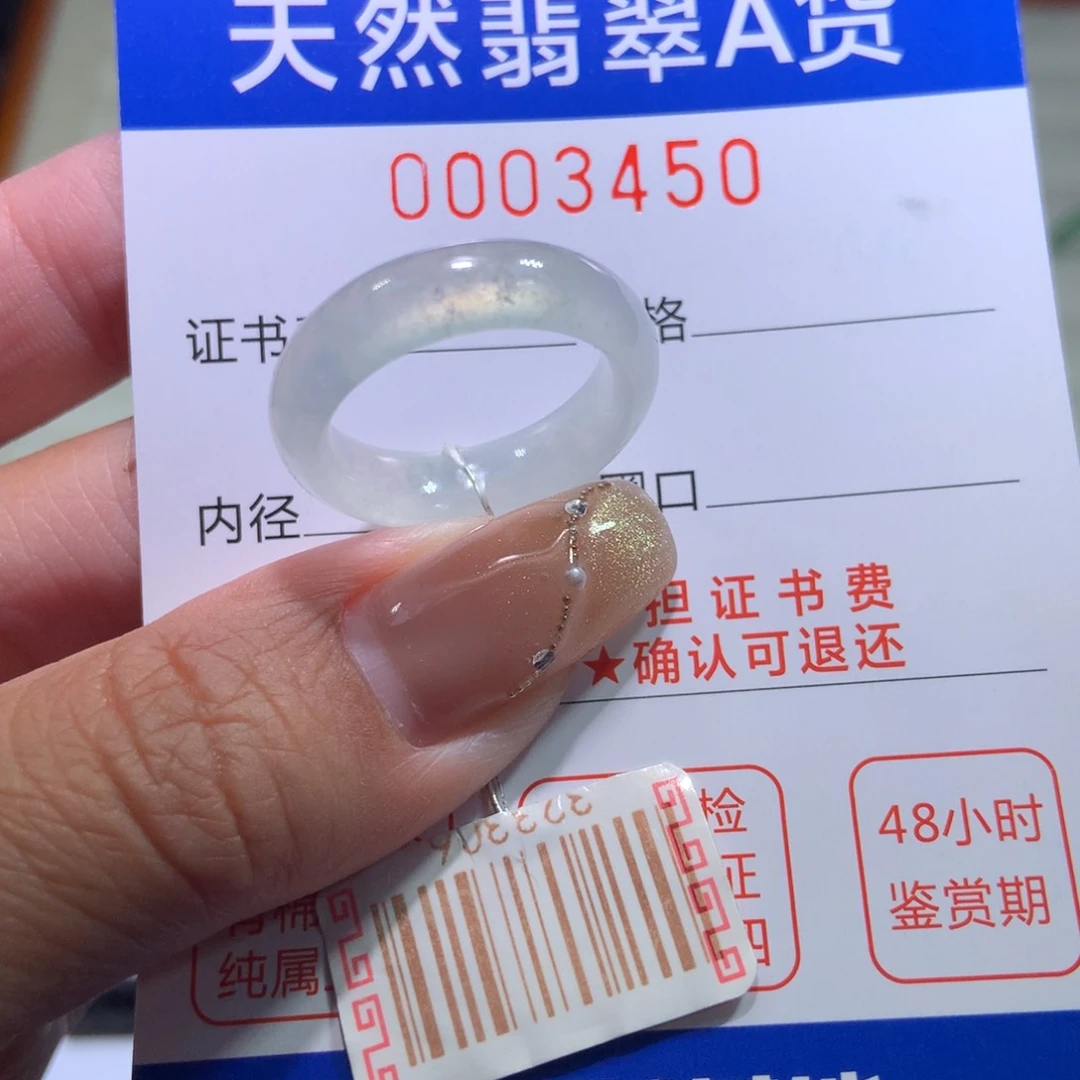 天然翡翠A货
0003450
证书 格
内径 圈口
担证书费
★确认可退还
检
证
48小时
鉴赏期
纯属